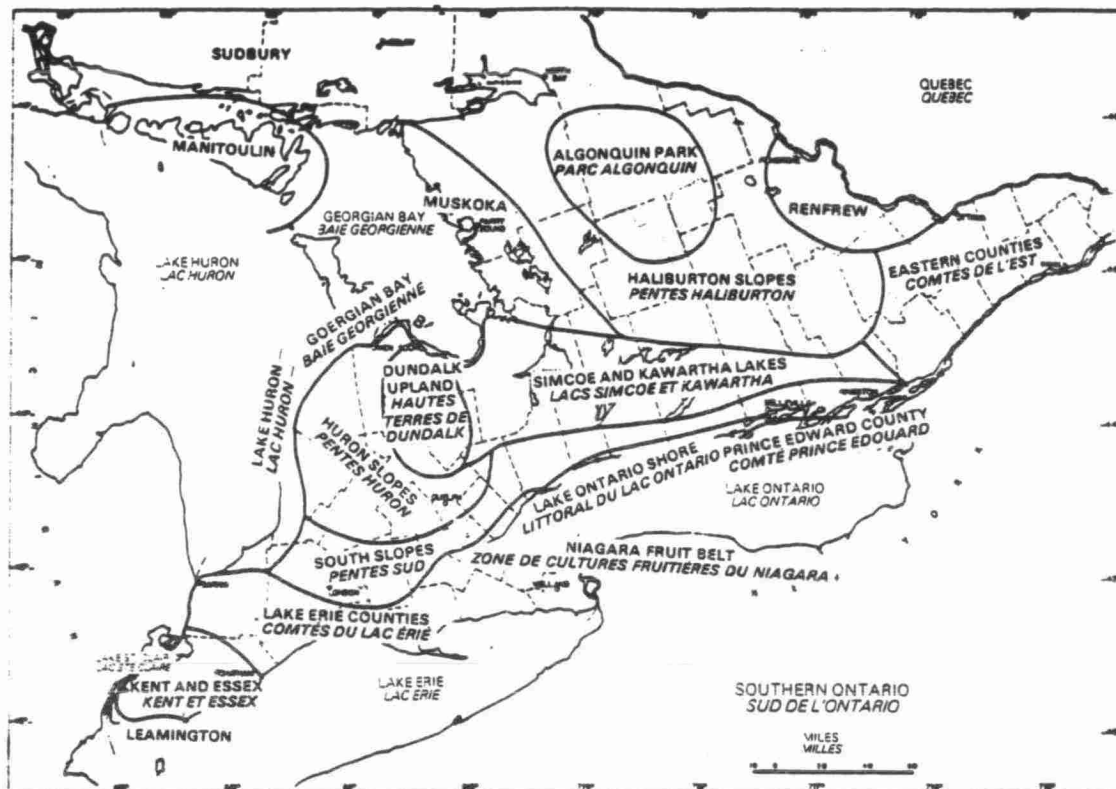 SUDBURY
QUEBEC
QUÉBEC
MANITOULIN
ALGONQUIN PARK
PARC ALGONQUIN
MUSKOKA
RENFREW
GEORGIAN BAY
BAIE GEORGIENNE
LAKE HURON
LAC HURON
EASTERN COUNTIES
COMTES DE L'EST
HALIBURTON SLOPES
PENTES HALIBURTON
GOERGIAN BAY
BAIE GEORGIENNE
DUNDALK
UPLAND
HAUTES
TERRES DE
DUNDALK
SIMCOE AND KAWARTHA LAKES
LACS SIMCOE ET KAWARTHA
LAKE HURON
LAC HURON
HURON SLOPES
PENTES HURON
LAKE ONTARIO SHORE
LITTORAL DU LAC ONTARIO
PRINCE EDWARD COUNTY
COMTÉ PRINCE EDOUARD
LAKE ONTARIO
LAC ONTARIO
SOUTH SLOPES
PENTES SUD
NIAGARA FRUIT BELT
ZONE DE CULTURES FRUITIÈRES DU NIAGARA
LONDON
WELLAND
LAKE ERIE COUNTIES
COMTÉS DU LAC ÉRIE
KENT AND ESSEX
KENT ET ESSEX
LAKE ERIE
LAC ERIE
LEAMINGTON
SOUTHERN ONTARIO
SUD DE L'ONTARIO
MILES
MILLES